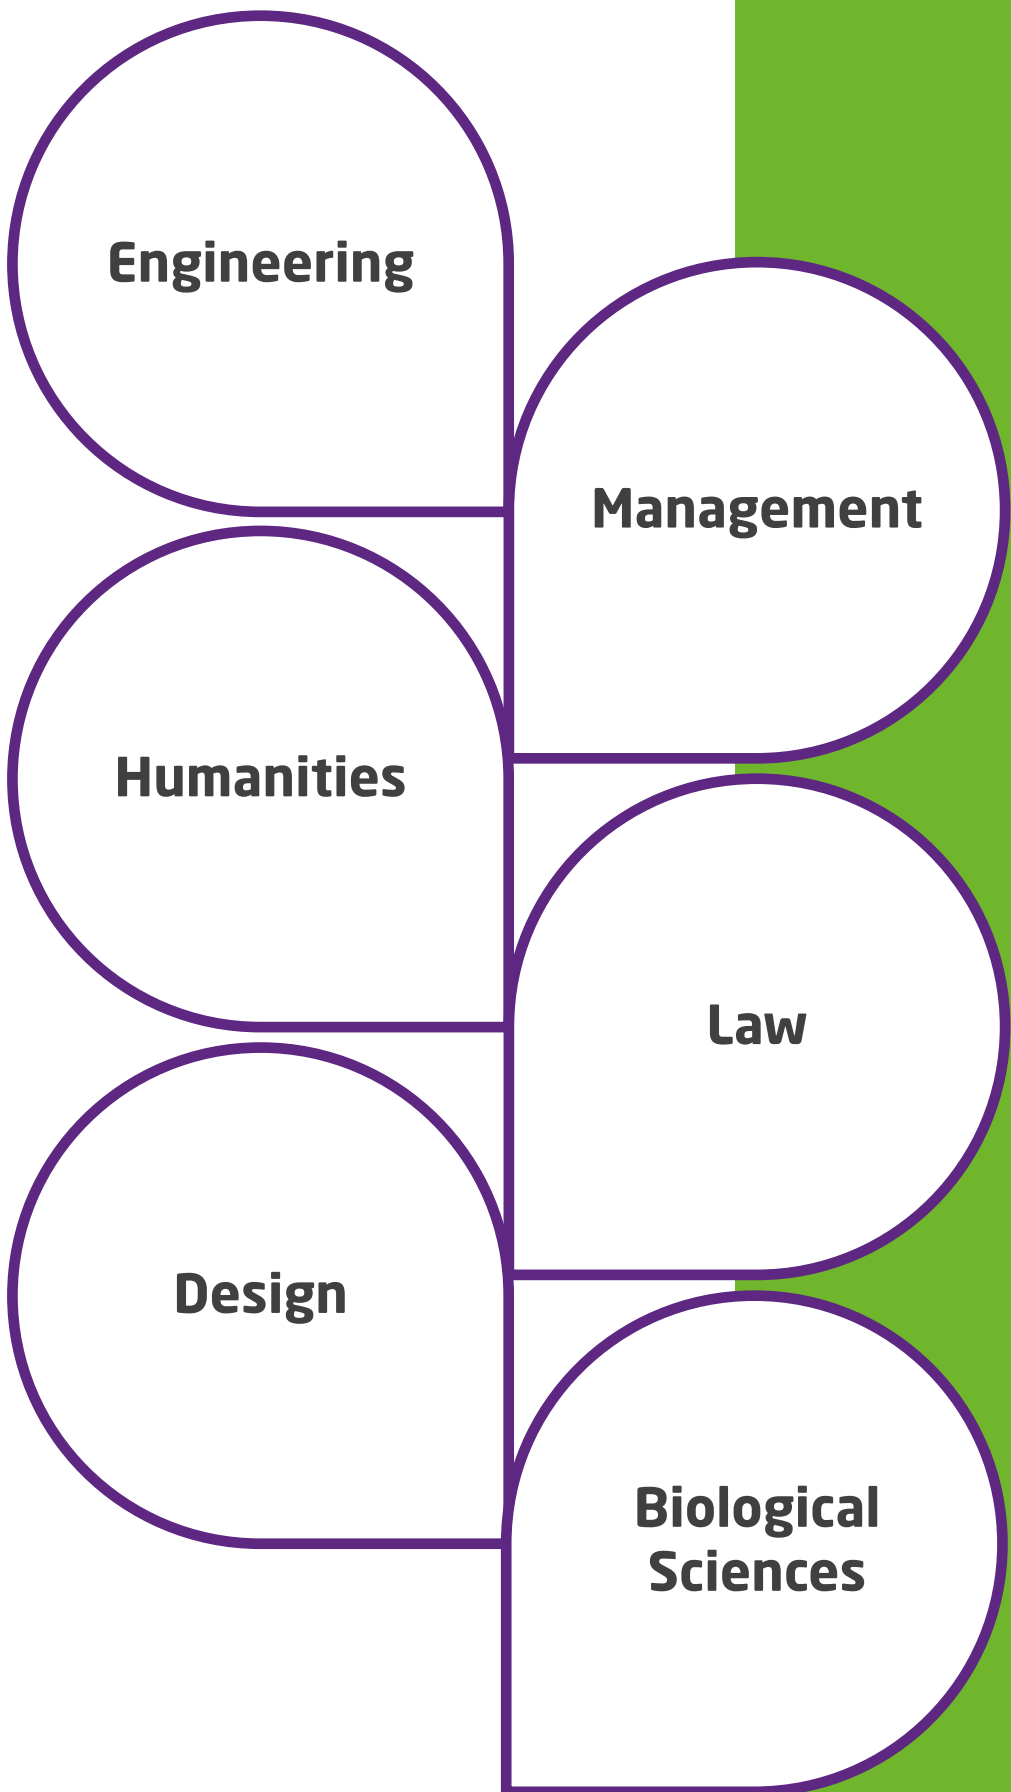 Engineering
Management
Humanities
Law
Design
Biological
Sciences